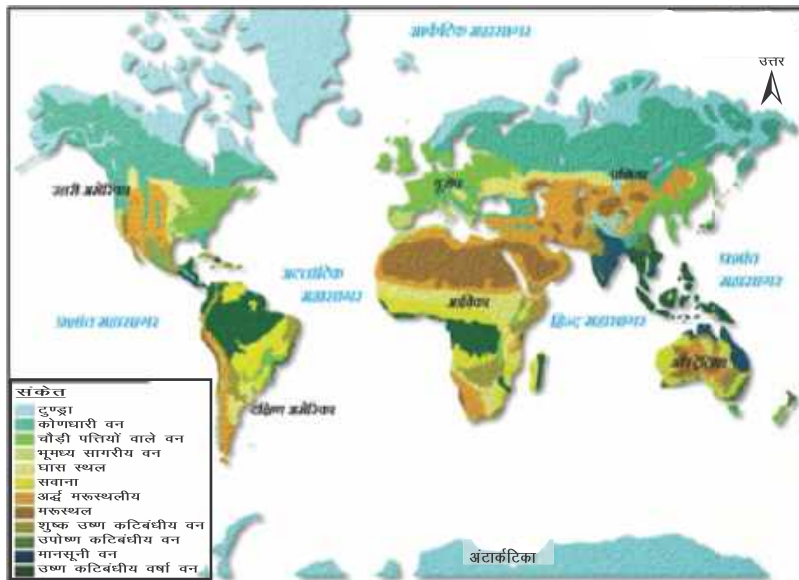 आर्कटिक महासागर
उत्तर
उत्तरी अमेरिका
यूरोप
एशिया
अटलांटिक
महासागर
प्रशांत
महासागर
अफ्रीका
प्रशांत महासागर
हिन्द महासागर
ऑस्ट्रेलिया
दक्षिण अमेरिका
संकेत
टुण्ड्रा
कोणधारी वन
चौड़ी पत्तियों वाले वन
भूमध्य सागरीय वन
घास स्थल
सवाना
अर्द्ध मरूस्थलीय
मरूस्थल
शुष्क उष्ण कटिबंधीय वन
उपोष्ण कटिबंधीय वन
मानसूनी वन
उष्ण कटिबंधीय वर्षा वन
अंटार्कटिका